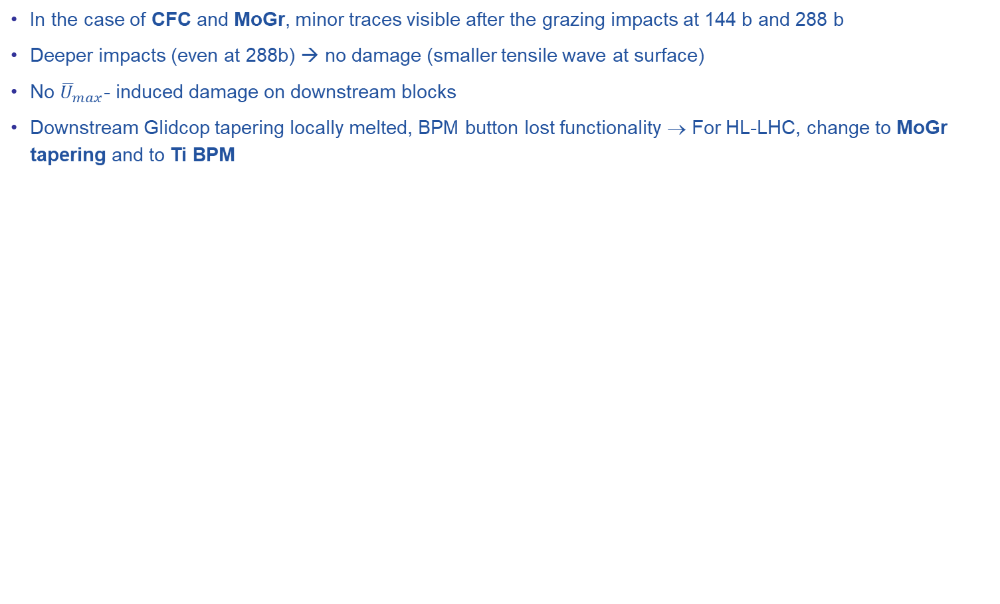 • In the case of CFC and MoGr, minor traces visible after the grazing impacts at 144 b and 288 b
• Deeper impacts (even at 288b) → no damage (smaller tensile wave at surface)
• No U̅max- induced damage on downstream blocks
• Downstream Glidcop tapering locally melted, BPM button lost functionality → For HL-LHC, change to MoGr
tapering and to Ti BPM